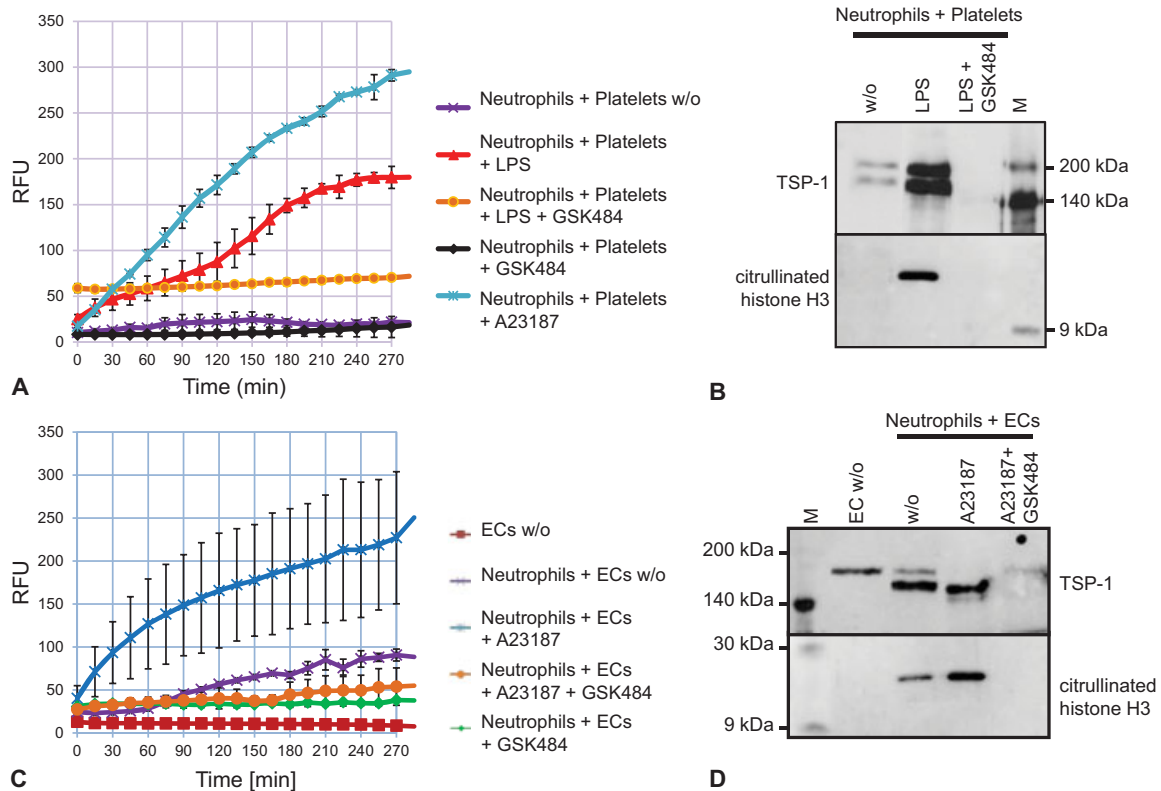 350
300
250
200
150
100
50
0
RFU
0 30 60 90 120 150 180 210 240 270
Time (min)
A
Neutrophils + Platelets w/o
Neutrophils + Platelets
+ LPS
Neutrophils + Platelets
+ LPS + GSK484
Neutrophils + Platelets
+ GSK484
Neutrophils + Platelets
+ A23187
Neutrophils + Platelets
w/o
LPS
LPS +
GSK484
M
TSP-1
200 kDa
140 kDa
citrullinated
histone H3
9 kDa
B
350
300
250
200
150
100
50
0
RFU
0 30 60 90 120 150 180 210 240 270
Time [min]
C
ECs w/o
Neutrophils + ECs w/o
Neutrophils + ECs
+ A23187
Neutrophils + ECs
+ A23187 + GSK484
Neutrophils + ECs
+ GSK484
Neutrophils + ECs
M
EC w/o
w/o
A23187
A23187+
GSK484
200 kDa
140 kDa
TSP-1
30 kDa
9 kDa
citrullinated
histone H3
D